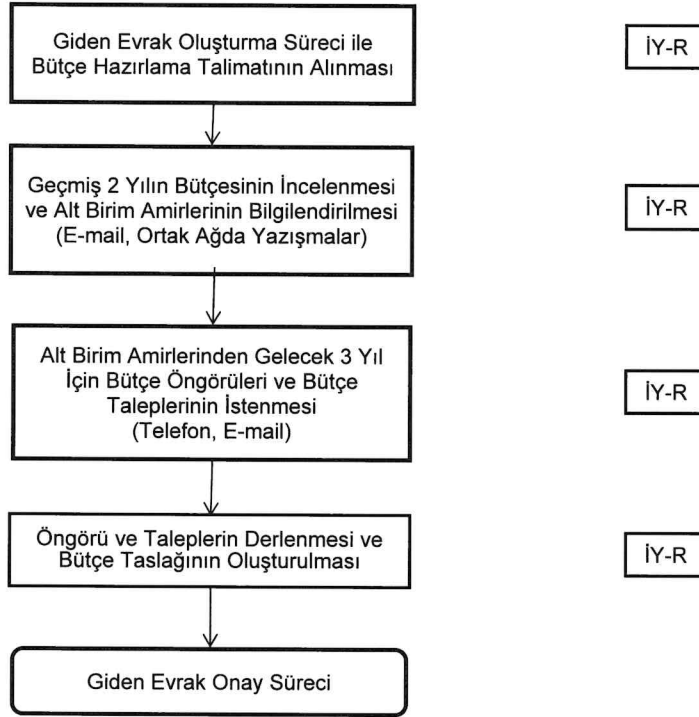 Giden Evrak Oluşturma Süreci ile
Bütçe Hazırlama Talimatının Alınması
İY-R
Geçmiş 2 Yılın Bütçesinin İncelenmesi
ve Alt Birim Amirlerinin Bilgilendirilmesi
(E-mail, Ortak Ağda Yazışmalar)
İY-R
Alt Birim Amirlerinden Gelecek 3 Yıl
İçin Bütçe Öngörüleri ve Bütçe
Taleplerinin İstenmesi
(Telefon, E-mail)
İY-R
Öngörü ve Taleplerin Derlenmesi ve
Bütçe Taslağının Oluşturulması
İY-R
Giden Evrak Onay Süreci